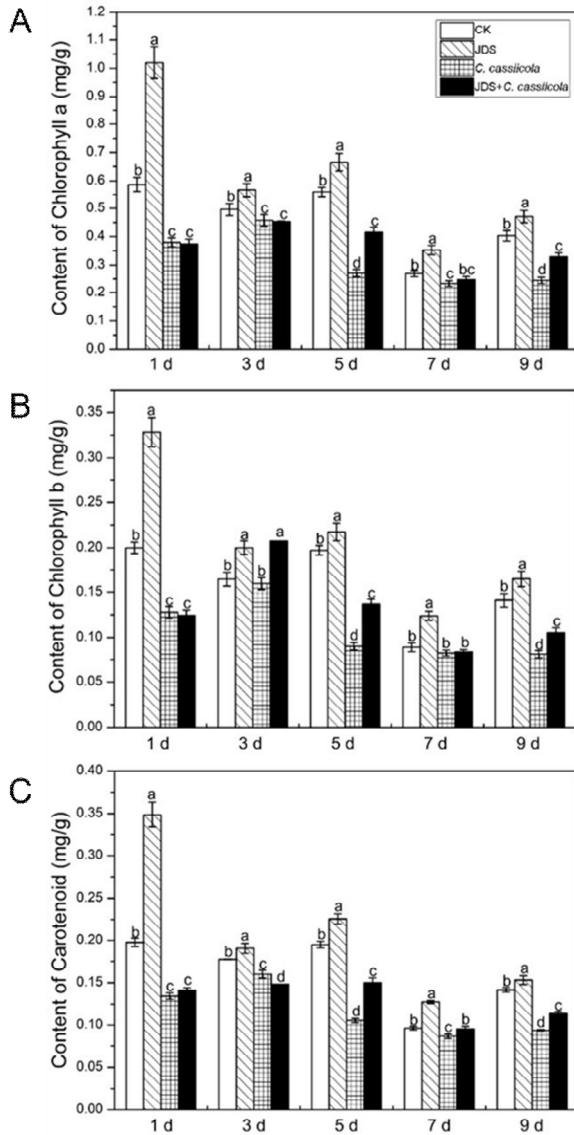 A
Content of Chlorophyll a (mg/g)
1.2
1.1
1.0
0.9
0.8
0.7
0.6
0.5
0.4
0.3
0.2
0.1
0.0
CK
JDS
C. cassiicola
JDS+C. cassiicola
b a c c
b a c c
b a d c
b a c bc
b a d c
1 d 3 d 5 d 7 d 9 d
B
Content of Chlorophyll b (mg/g)
0.35
0.30
0.25
0.20
0.15
0.10
0.05
0.00
b a c c
b a b a
b a d c
b a b b
b a d c
1 d 3 d 5 d 7 d 9 d
C
Content of Carotenoid (mg/g)
0.40
0.35
0.30
0.25
0.20
0.15
0.10
0.05
0.00
b a c c
b a c d
b a d c
b a c b
b a d c
1 d 3 d 5 d 7 d 9 d